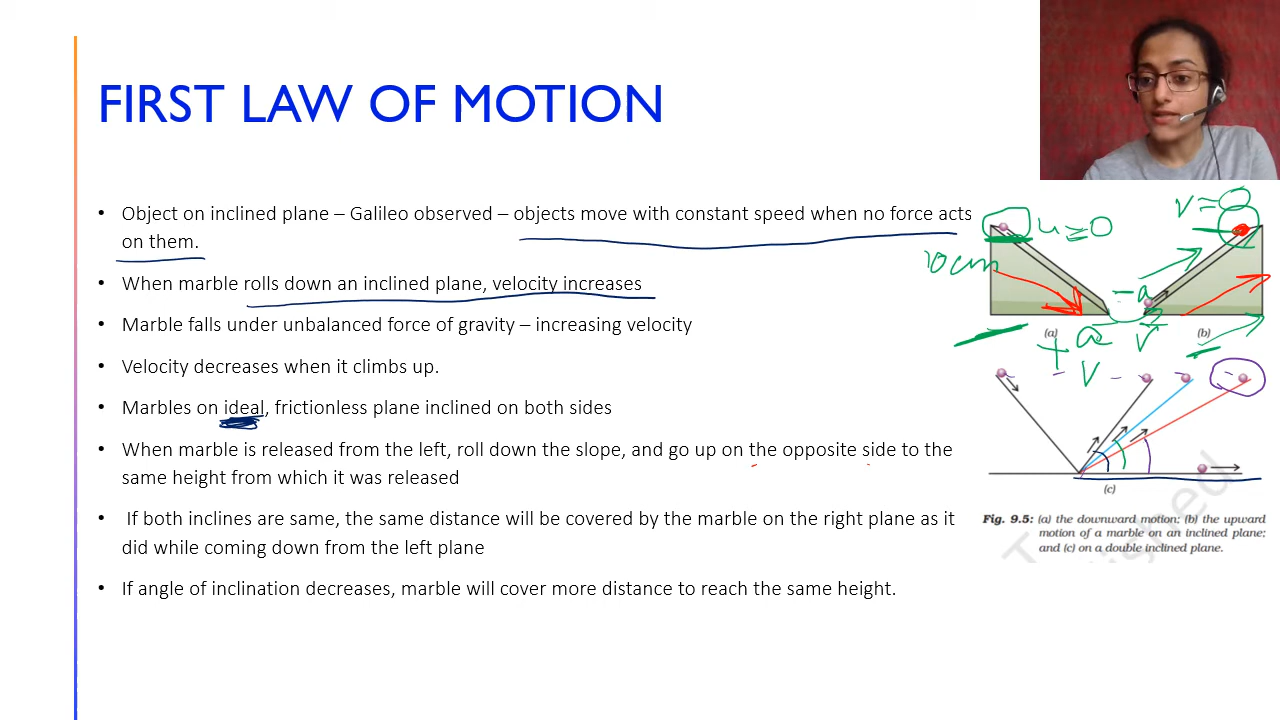 FIRST LAW OF MOTION
• Object on inclined plane – Galileo observed – objects move with constant speed when no force acts
on them.
• When marble rolls down an inclined plane, velocity increases
• Marble falls under unbalanced force of gravity – increasing velocity
• Velocity decreases when it climbs up.
• Marbles on ideal, frictionless plane inclined on both sides
• When marble is released from the left, roll down the slope, and go up on the opposite side to the
same height from which it was released
• If both inclines are same, the same distance will be covered by the marble on the right plane as it
did while coming down from the left plane
• If angle of inclination decreases, marble will cover more distance to reach the same height.
u=0
v=0
10cm
-a
(a)
+a
v
v
(b)
(c)
Fig. 9.5: (a) the downward motion; (b) the upward
motion of a marble on an inclined plane;
and (c) on a double inclined plane.